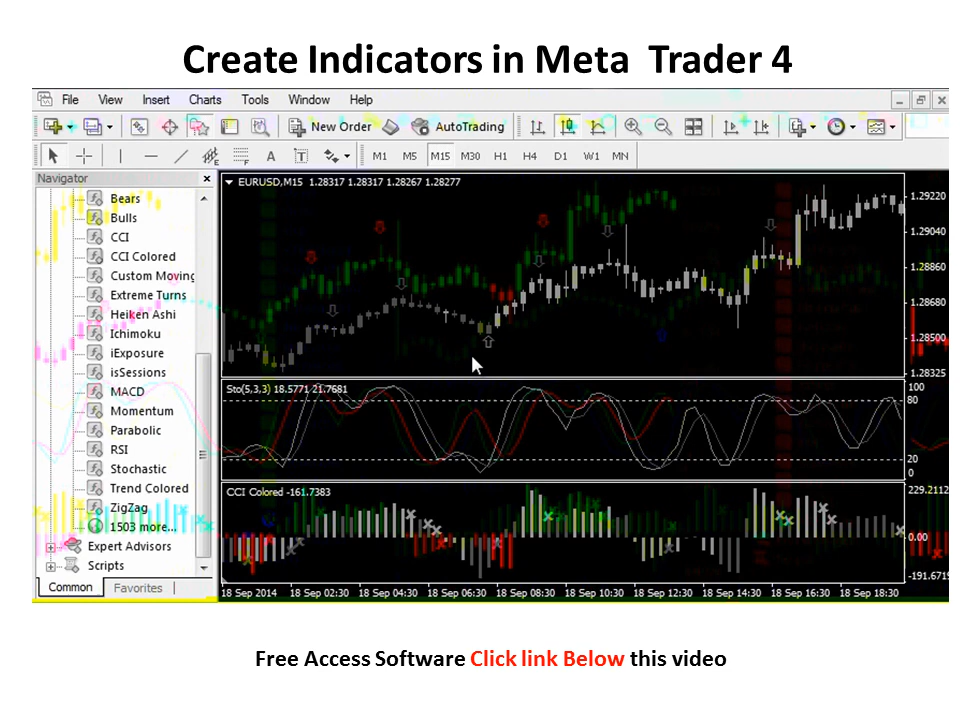 Create Indicators in Meta  Trader 4
File View Insert Charts Tools Window Help
New Order AutoTrading
A T M1 M5 M15 M30 H1 H4 D1 W1 MN
Navigator
Bears
Bulls
CCI
CCI Colored
Custom Moving
Extreme Turns
Heiken Ashi
Ichimoku
iExposure
isSessions
MACD
Momentum
Parabolic
RSI
Stochastic
Trend Colored
ZigZag
1503 more...
Expert Advisors
Scripts
Common Favorites
EURUSD,M15 1.28317 1.28317 1.28267 1.28277
1.29220
1.29040
1.28860
1.28680
1.28500
1.28325
Sto(5,3,3) 18.5771 21.7681
100
80
20
0
CCI Colored -161.7383
229.2112
0.00
-191.6719
18 Sep 2014 18 Sep 02:30 18 Sep 04:30 18 Sep 06:30 18 Sep 08:30 18 Sep 10:30 18 Sep 12:30 18 Sep 14:30 18 Sep 16:30 18 Sep 18:30
Free Access Software Click link Below this video